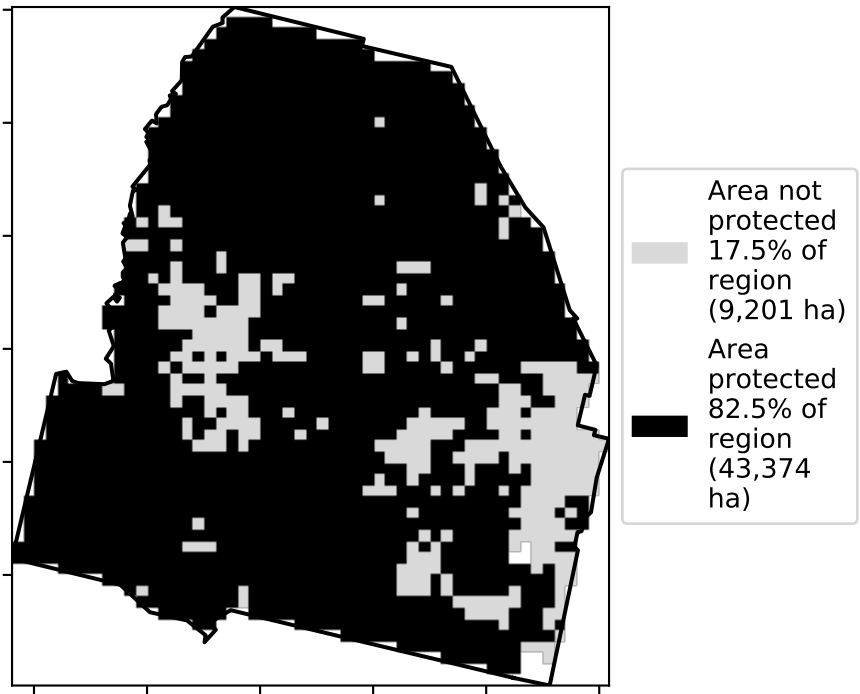 Area not
protected
17.5% of
region
(9,201 ha)
Area
protected
82.5% of
region
(43,374
ha)